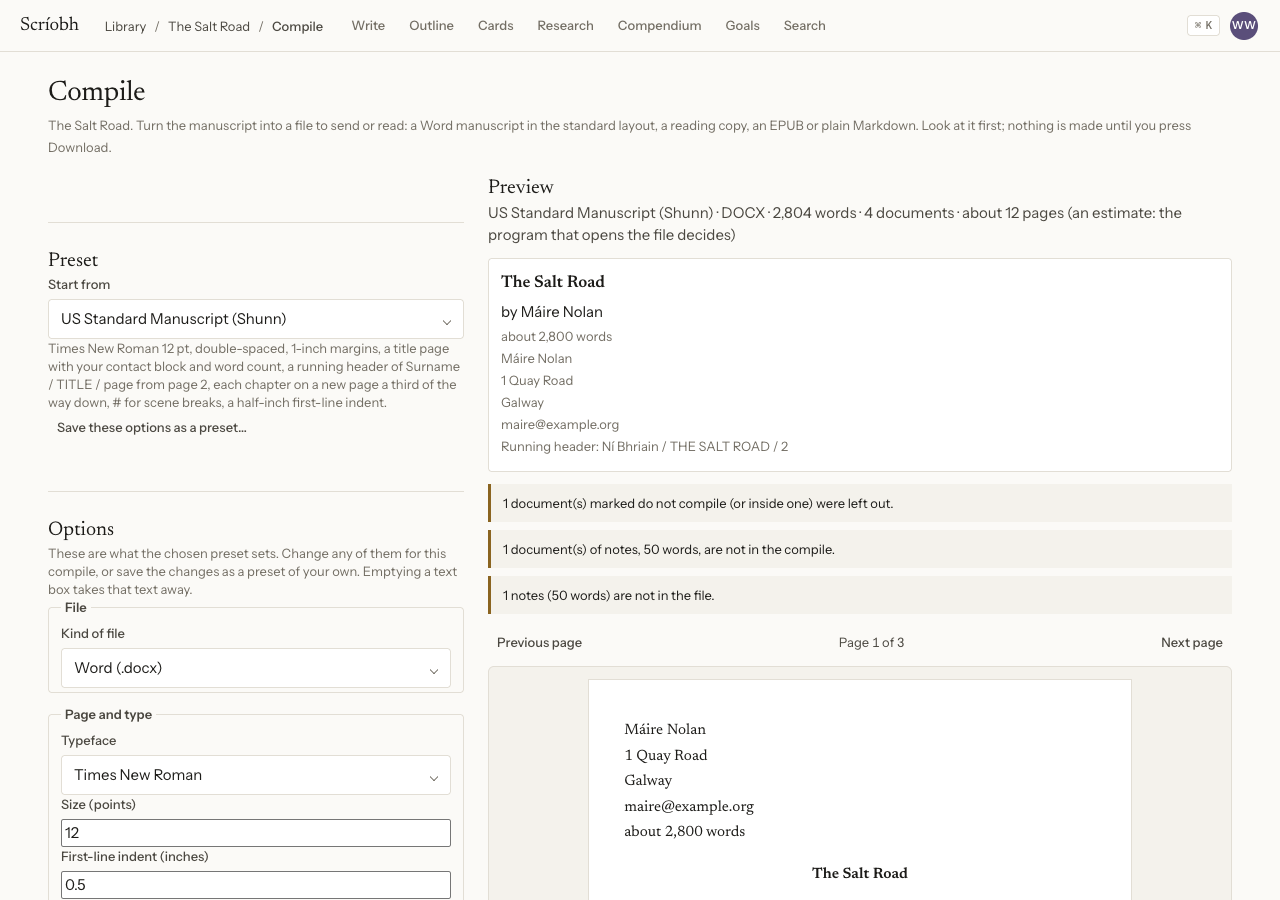 Scríobh
Library / The Salt Road / Compile
Write
Outline
Cards
Research
Compendium
Goals
Search
⌘ K
WW
Compile
The Salt Road. Turn the manuscript into a file to send or read: a Word manuscript in the standard layout, a reading copy, an EPUB or plain Markdown. Look at it first; nothing is made until you press
Download.
Preset
Start from
US Standard Manuscript (Shunn)
Times New Roman 12 pt, double-spaced, 1-inch margins, a title page
with your contact block and word count, a running header of Surname
/ TITLE / page from page 2, each chapter on a new page a third of the
way down, # for scene breaks, a half-inch first-line indent.
Save these options as a preset…
Options
These are what the chosen preset sets. Change any of them for this
compile, or save the changes as a preset of your own. Emptying a text
box takes that text away.
File
Kind of file
Word (.docx)
Page and type
Typeface
Times New Roman
Size (points)
12
First-line indent (inches)
0.5
Preview
US Standard Manuscript (Shunn) · DOCX · 2,804 words · 4 documents · about 12 pages (an estimate: the
program that opens the file decides)
The Salt Road
by Máire Nolan
about 2,800 words
Máire Nolan
1 Quay Road
Galway
maire@example.org
Running header: Ní Bhriain / THE SALT ROAD / 2
1 document(s) marked do not compile (or inside one) were left out.
1 document(s) of notes, 50 words, are not in the compile.
1 notes (50 words) are not in the file.
Previous page
Page 1 of 3
Next page
Máire Nolan
1 Quay Road
Galway
maire@example.org
about 2,800 words
The Salt Road